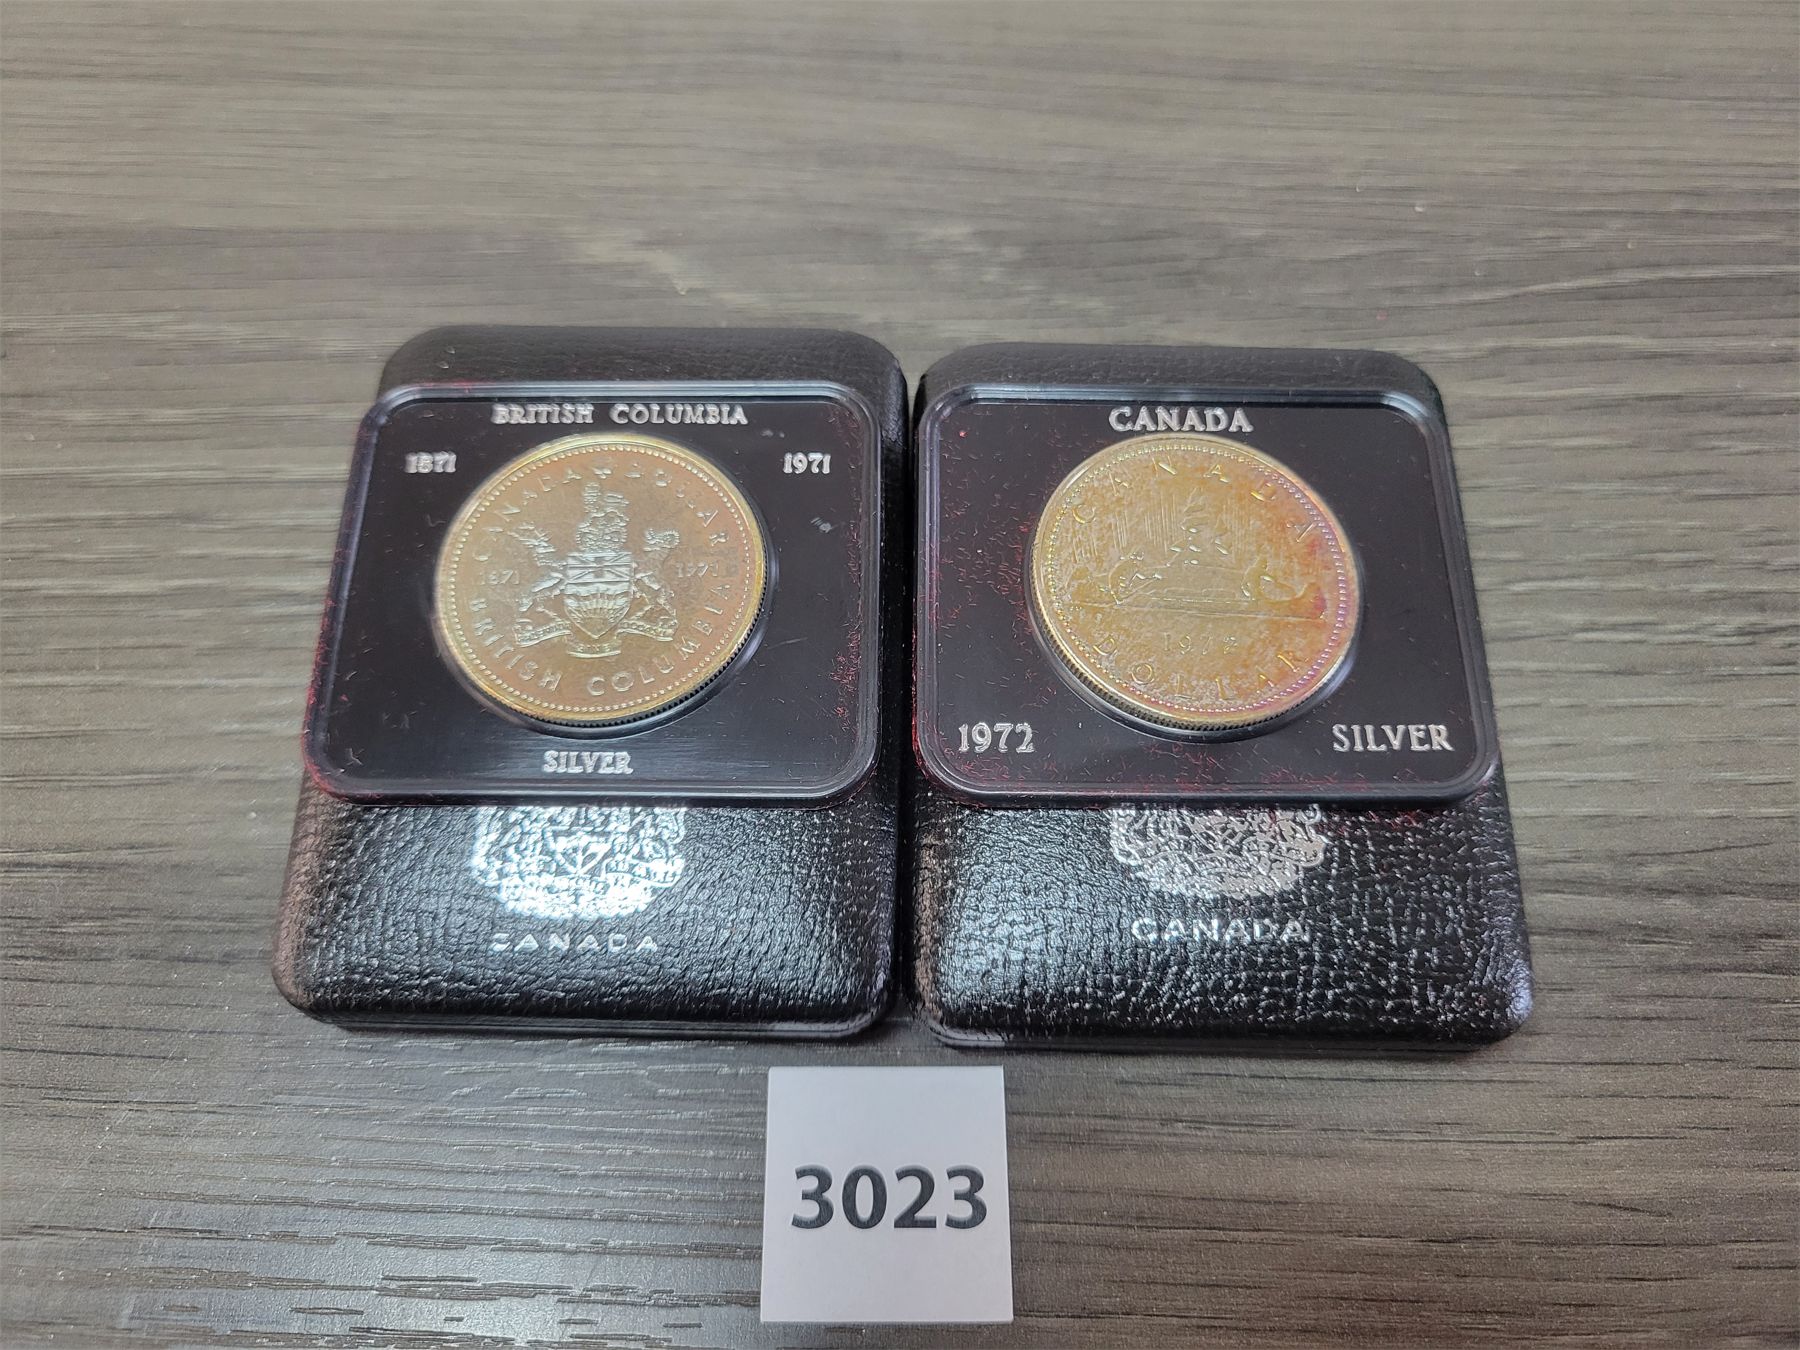 BRITISH COLUMBIA
1871 1971
CANADA DOLLAR
1871 1971
BRITISH COLUMBIA
SILVER
CANADA
CANADA
CANADA
1972
DOLLAR
1972 SILVER
CANADA
3023